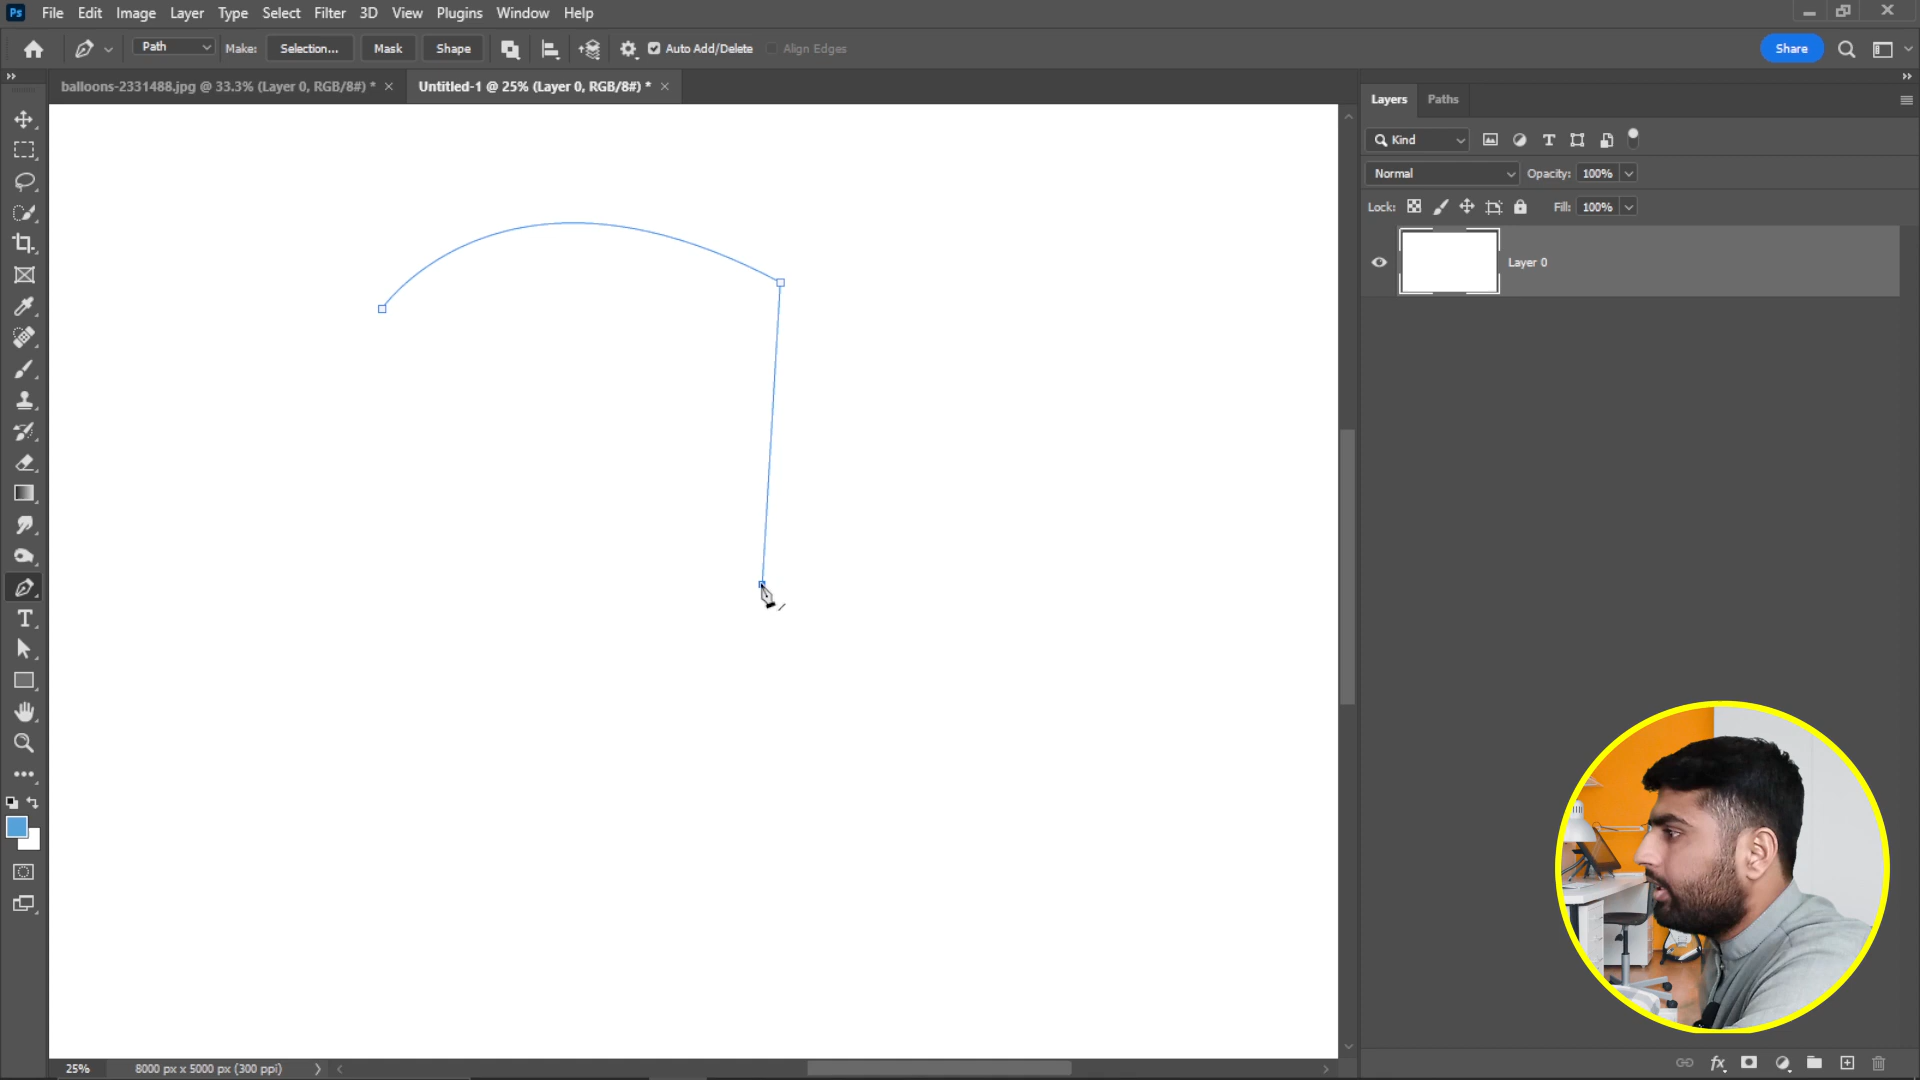 Ps File Edit Image Layer Type Select Filter 3D View Plugins Window Help
Path Make: Selection... Mask Shape Auto Add/Delete Align Edges Share
balloons-2331488.jpg @ 33.3% (Layer 0, RGB/8#) * × Untitled-1 @ 25% (Layer 0, RGB/8#) * ×
Layers Paths
Kind
Normal Opacity: 100%
Lock: Fill: 100%
Layer 0
25% 8000 px x 5000 px (300 ppi)
fx